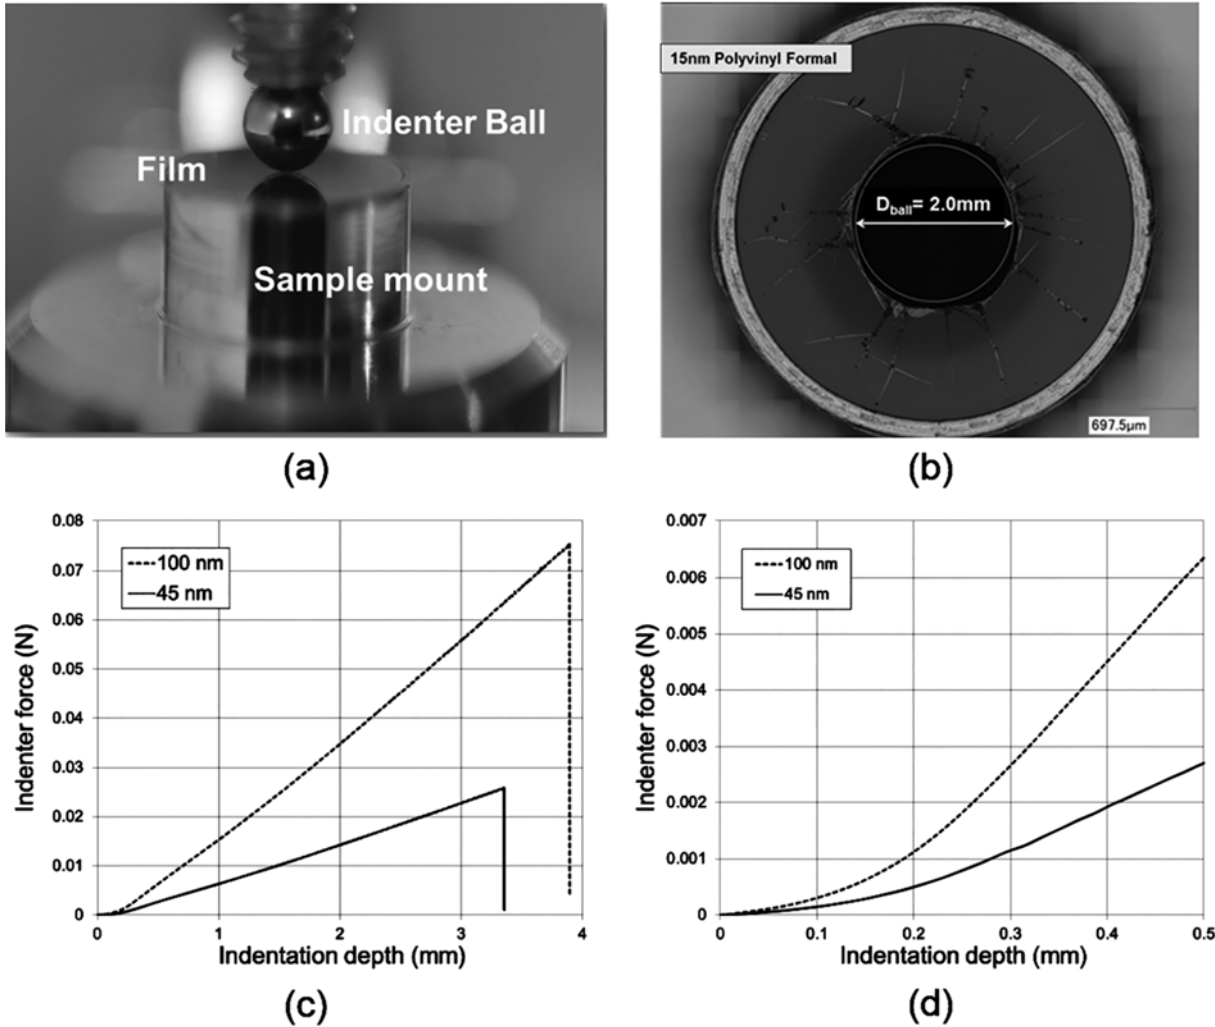 Indenter Ball
Film
Sample mount
(a)
15nm Polyvinyl Formal
Dball= 2.0mm
697.5µm
(b)
0.08
0.07
0.06
0.05
0.04
0.03
0.02
0.01
0
Indenter force (N)
100 nm
45 nm
0 1 2 3 4
Indentation depth (mm)
(c)
0.007
0.006
0.005
0.004
0.003
0.002
0.001
0
Indenter force (N)
100 nm
45 nm
0 0.1 0.2 0.3 0.4 0.5
Indentation depth (mm)
(d)